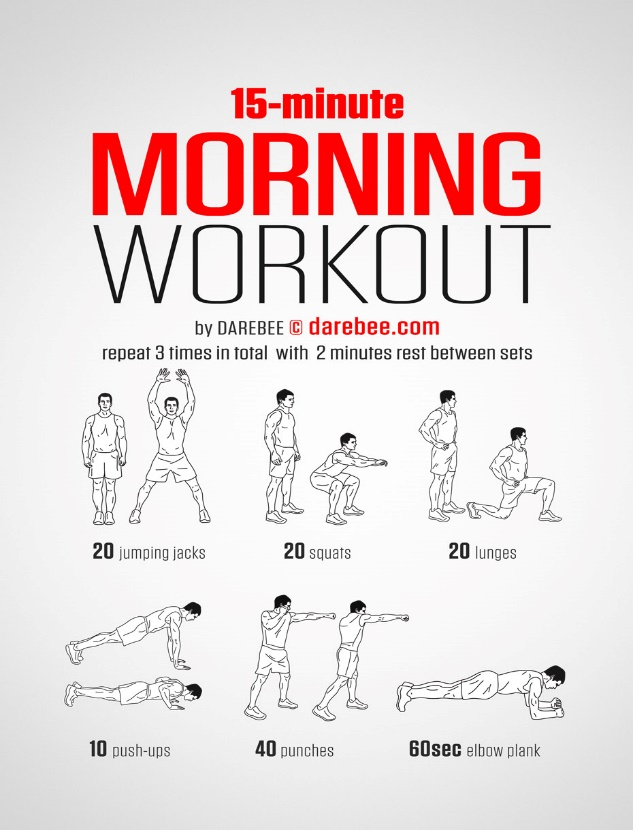 15-minute
MORNING
WORKOUT
by DAREBEE © darebee.com
repeat 3 times in total with 2 minutes rest between sets
20 jumping jacks
20 squats
20 lunges
10 push-ups
40 punches
60sec elbow plank